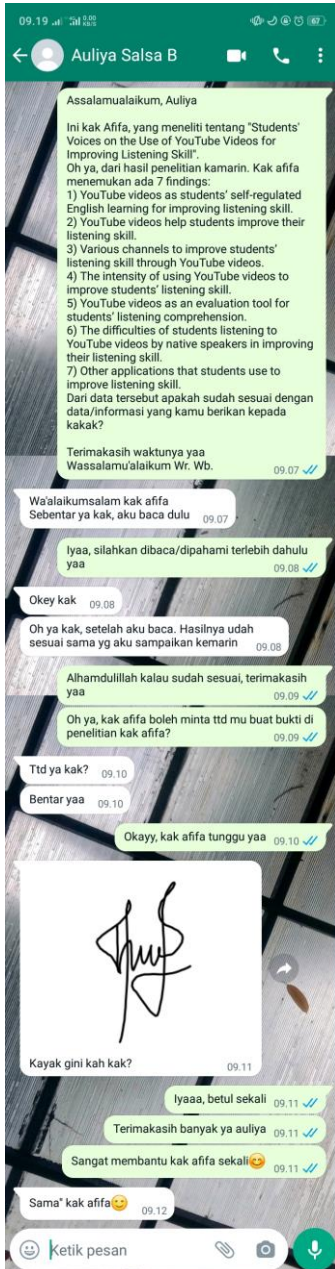 09.19
0,00
KB/S
67
Auliya Salsa B
Assalamualaikum, Auliya
Ini kak Afifa, yang meneliti tentang "Students'
Voices on the Use of YouTube Videos for
Improving Listening Skill".
Oh ya, dari hasil penelitian kamarin. Kak afifa
menemukan ada 7 findings:
1) YouTube videos as students' self-regulated
English learning for improving listening skill.
2) YouTube videos help students improve their
listening skill.
3) Various channels to improve students'
listening skill through YouTube videos.
4) The intensity of using YouTube videos to
improve students' listening skill.
5) YouTube videos as an evaluation tool for
students' listening comprehension.
6) The difficulties of students listening to
YouTube videos by native speakers in improving
their listening skill.
7) Other applications that students use to
improve listening skill.
Dari data tersebut apakah sudah sesuai dengan
data/informasi yang kamu berikan kepada
kakak?
Terimakasih waktunya yaa
Wassalamu'alaikum Wr. Wb.
09.07
Wa'alaikumsalam kak afifa
Sebentar ya kak, aku baca dulu 09.07
Iyaa, silahkan dibaca/dipahami terlebih dahulu
yaa 09.08
Okey kak 09.08
Oh ya kak, setelah aku baca. Hasilnya udah
sesuai sama yg aku sampaikan kemarin 09.08
Alhamdulillah kalau sudah sesuai, terimakasih
yaa 09.09
Oh ya, kak afifa boleh minta ttd mu buat bukti di
penelitian kak afifa? 09.09
Ttd ya kak? 09.10
Bentar yaa 09.10
Okayy, kak afifa tunggu yaa 09.10
Kayak gini kah kak? 09.11
Iyaaa, betul sekali 09.11
Terimakasih banyak ya auliya 09.11
Sangat membantu kak afifa sekali😊 09.11
Sama" kak afifa😊 09.12
Ketik pesan